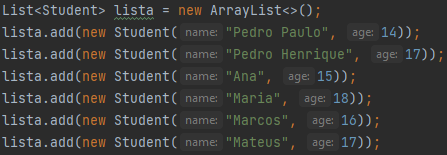 List<Student> lista = new ArrayList<>();
lista.add(new Student( name: "Pedro Paulo", age: 14));
lista.add(new Student( name: "Pedro Henrique", age: 17));
lista.add(new Student( name: "Ana", age: 15));
lista.add(new Student( name: "Maria", age: 18));
lista.add(new Student( name: "Marcos", age: 16));
lista.add(new Student( name: "Mateus", age: 17));